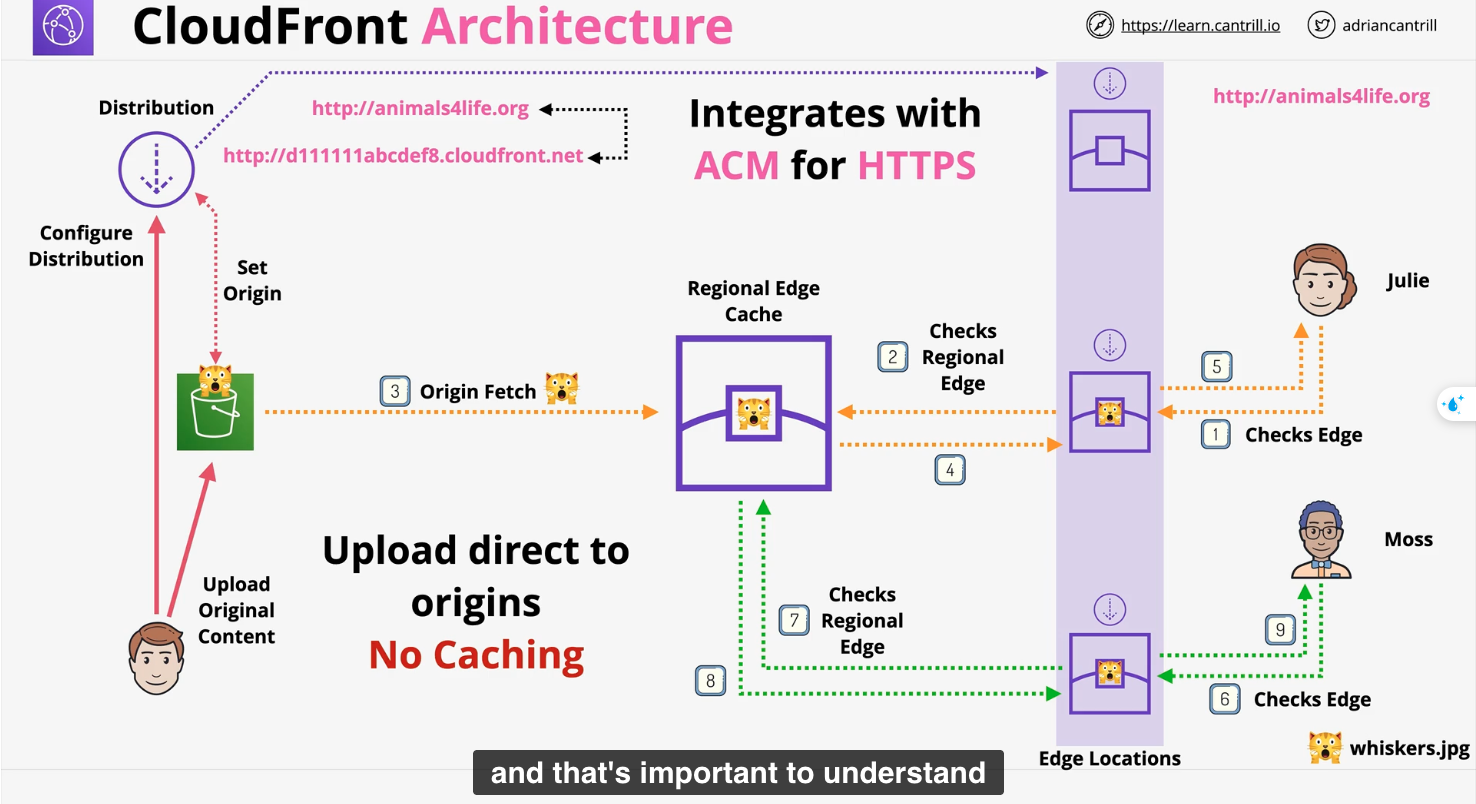 CloudFront Architecture
https://learn.cantrill.io
adriancantrill
Distribution
http://animals4life.org
http://d111111abcdef8.cloudfront.net
Integrates with
ACM for HTTPS
http://animals4life.org
Configure
Distribution
Set
Origin
Regional Edge
Cache
2
Checks
Regional
Edge
Julie
5
3
Origin Fetch
1
Checks Edge
4
Upload direct to
origins
No Caching
Upload
Original
Content
7
Checks
Regional
Edge
8
Moss
9
6
Checks Edge
Edge Locations
whiskers.jpg
and that's important to understand